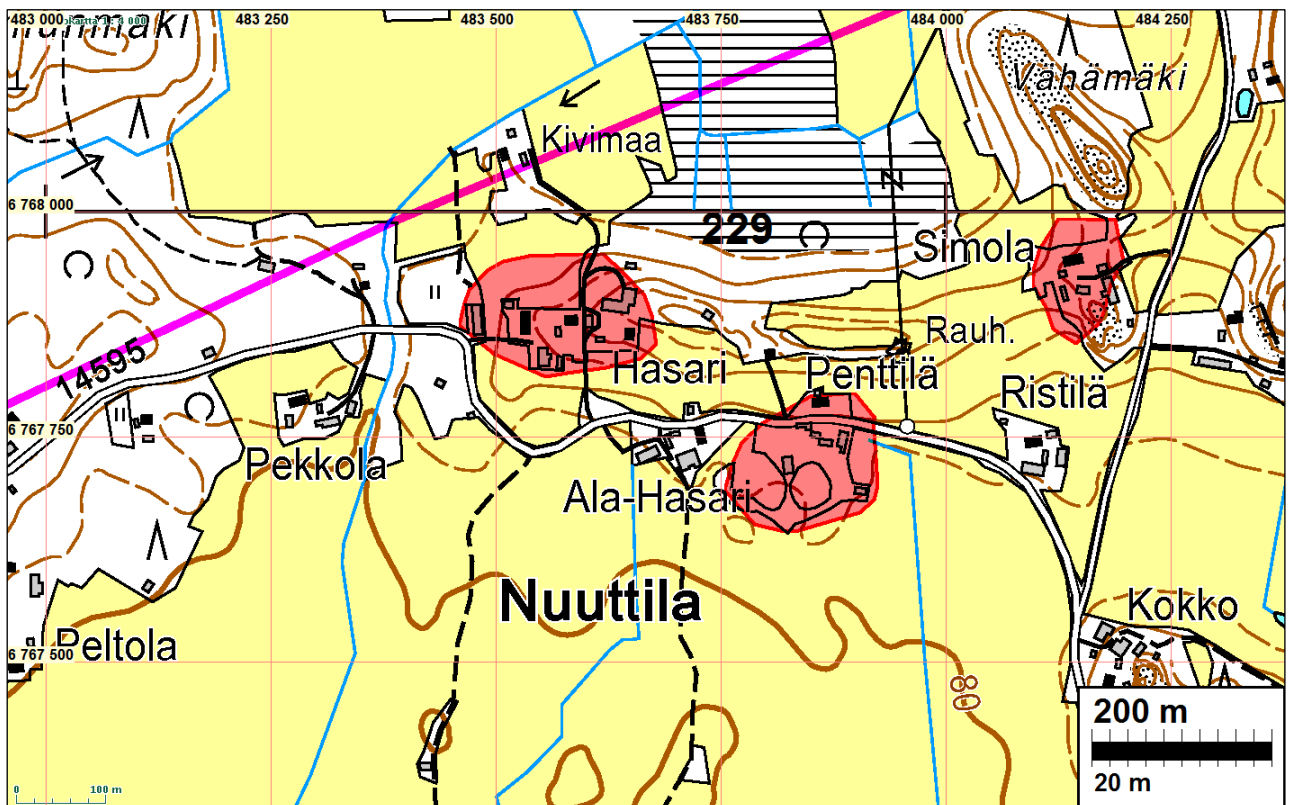 483 000
483 250
483 500
483 750
484 000
484 250
Vähämäki
Kivimaa
6 768 000
229
Simola
Rauh.
14595
Hasari
Penttilä
Ristilä
6 767 750
Pekkola
Ala-Hasari
Nuuttila
Kokko
Peltola
6 767 500
80
200 m
20 m
0 100 m